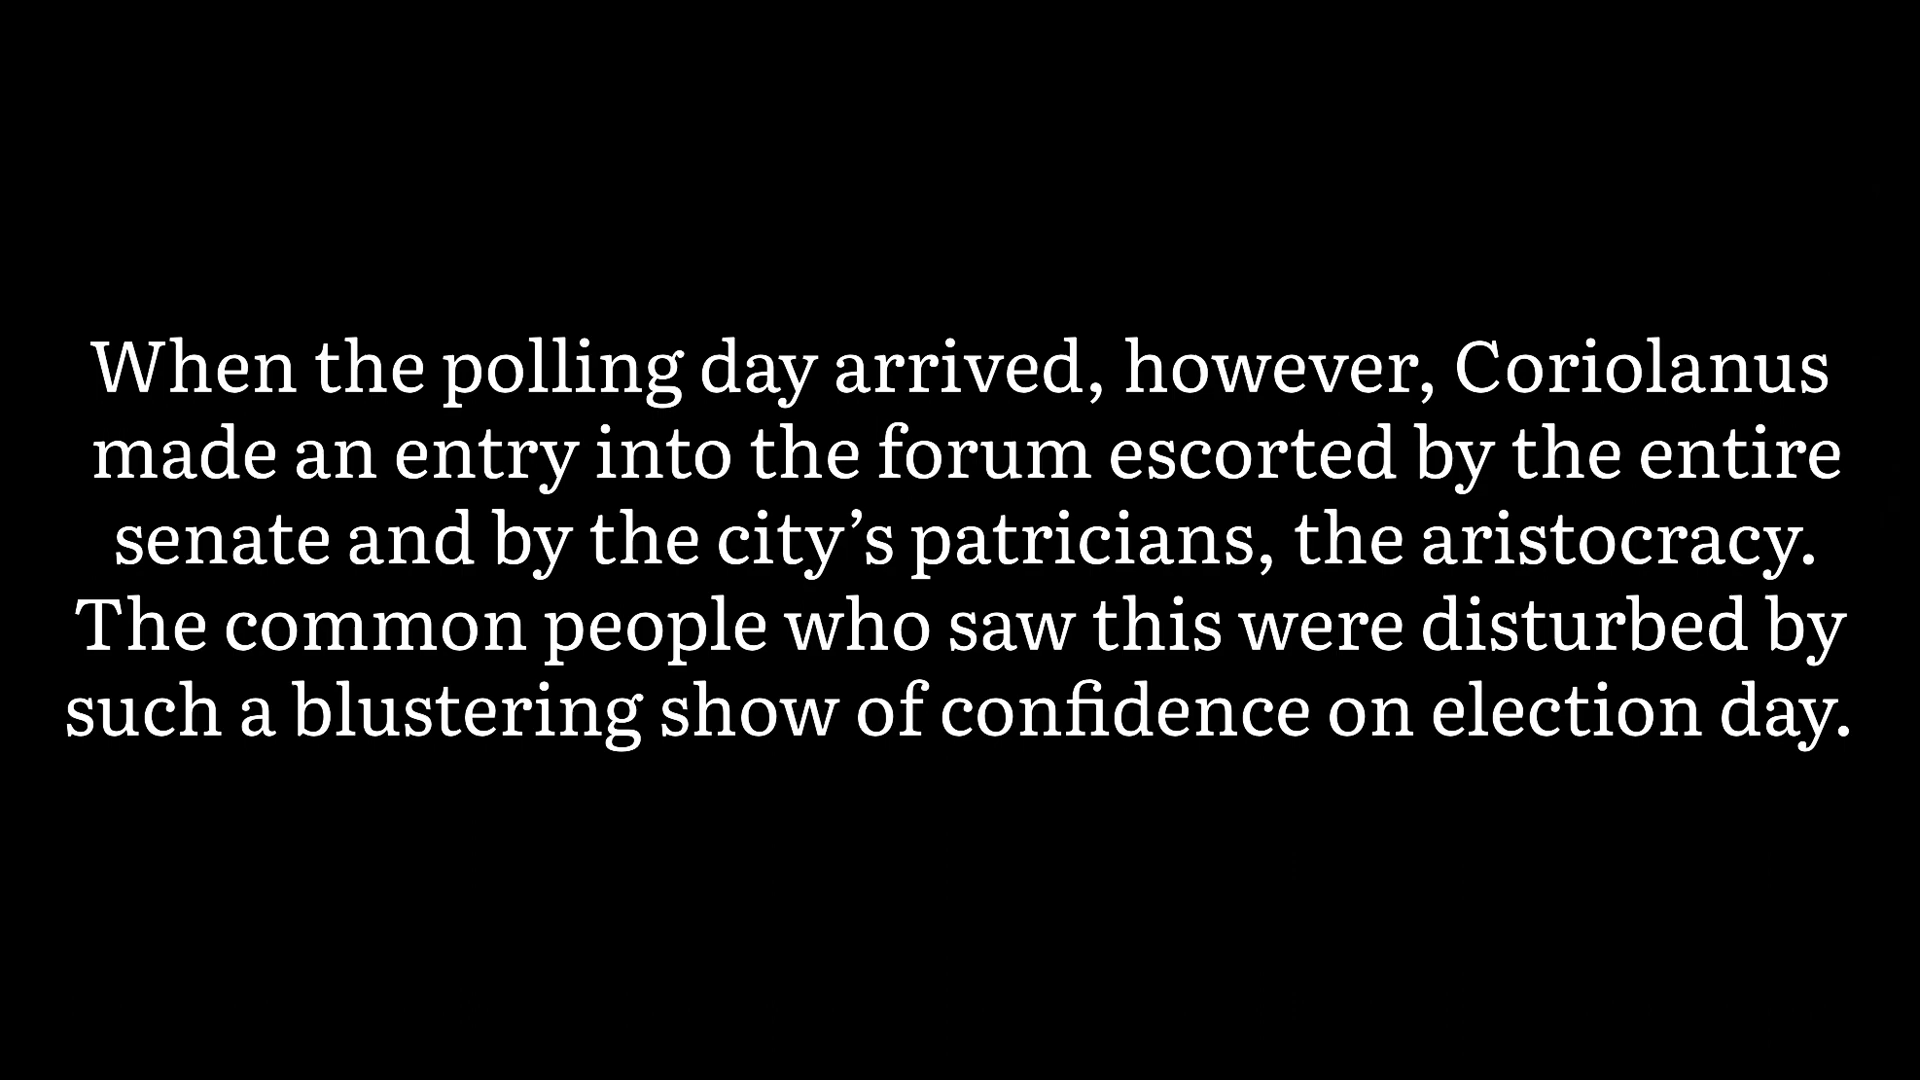 When the polling day arrived, however, Coriolanus
made an entry into the forum escorted by the entire
senate and by the city’s patricians, the aristocracy.
The common people who saw this were disturbed by
such a blustering show of confidence on election day.